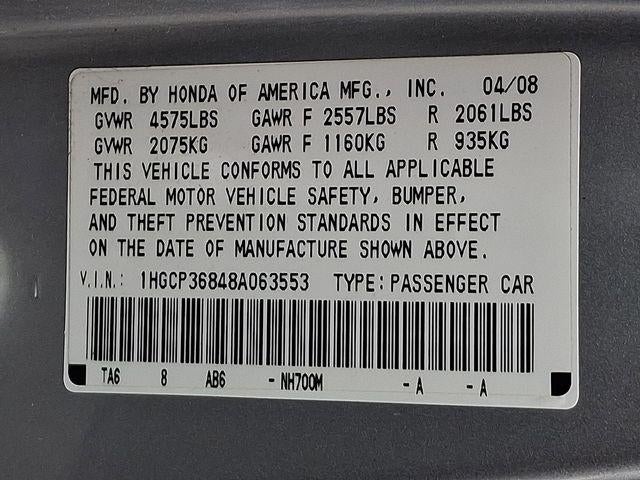 MFD. BY HONDA OF AMERICA MFG., INC. 04/08
GVWR 4575LBS GAWR F 2557LBS R 2061LBS
GVWR 2075KG GAWR F 1160KG R 935KG
THIS VEHICLE CONFORMS TO ALL APPLICABLE
FEDERAL MOTOR VEHICLE SAFETY, BUMPER,
AND THEFT PREVENTION STANDARDS IN EFFECT
ON THE DATE OF MANUFACTURE SHOWN ABOVE.
V.I.N.: 1HGCP36848A063553 TYPE: PASSENGER CAR
TA6 8 AB6 - NH700M - A - A